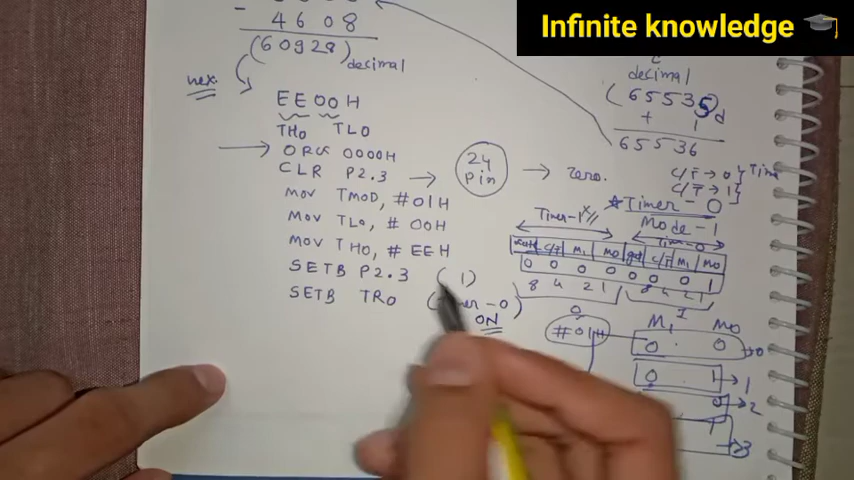 Infinite knowledge
- 4608
(60928)decimal
hex.
EE00H
TH0 TL0
ORG 0000H
CLR P2.3
24 pin
zero.
MOV TMOD, #01H
MOV TL0, #00H
MOV TH0, #EEH
SETB P2.3 (1)
SETB TR0
ON
decimal
(65535)d
+ 1
65536
C/T → 0
C/T → 1
Time
Timer-0
Mode-1
Timer-1
C/T M1 M0 C/T M1 M0
0 0 0 0 0 0 0 1
8 4 2 1 8 4 2 1
0 1
#01H
M1 M0
0 0 → 0
0 1 → 1
0 → 2
1 → 3